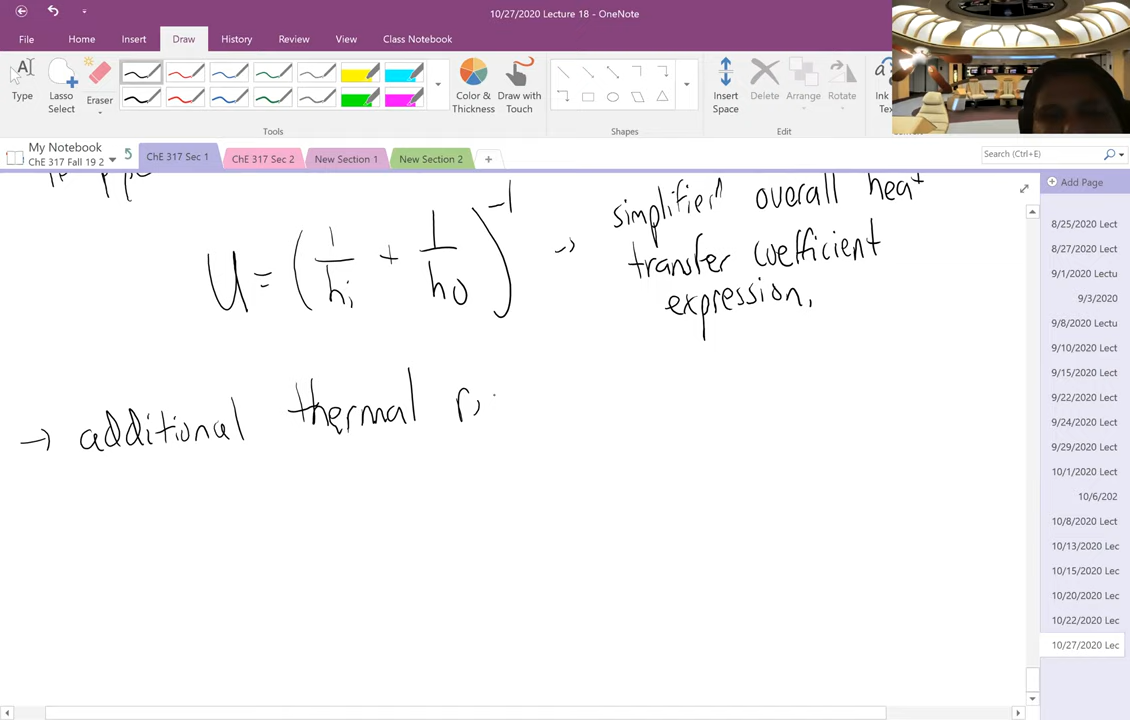 10/27/2020 Lecture 18 - OneNote
File Home Insert Draw History Review View Class Notebook
Type
Lasso Select
Eraser
Color & Thickness
Draw with Touch
Insert Space
Delete
Arrange
Rotate
Tools
Shapes
Edit
My Notebook
ChE 317 Fall 19 2
ChE 317 Sec 1
ChE 317 Sec 2
New Section 1
New Section 2
+
Search (Ctrl+E)
Add Page
8/25/2020 Lect
8/27/2020 Lect
9/1/2020 Lectu
9/3/2020
9/8/2020 Lectu
9/10/2020 Lect
9/15/2020 Lect
9/22/2020 Lect
9/24/2020 Lect
9/29/2020 Lect
10/1/2020 Lect
10/6/202
10/8/2020 Lect
10/13/2020 Lec
10/15/2020 Lec
10/20/2020 Lec
10/22/2020 Lec
10/27/2020 Lec
U = (1/hi + 1/ho)^-1 →
simplified overall heat
transfer coefficient
expression,
→ additional thermal